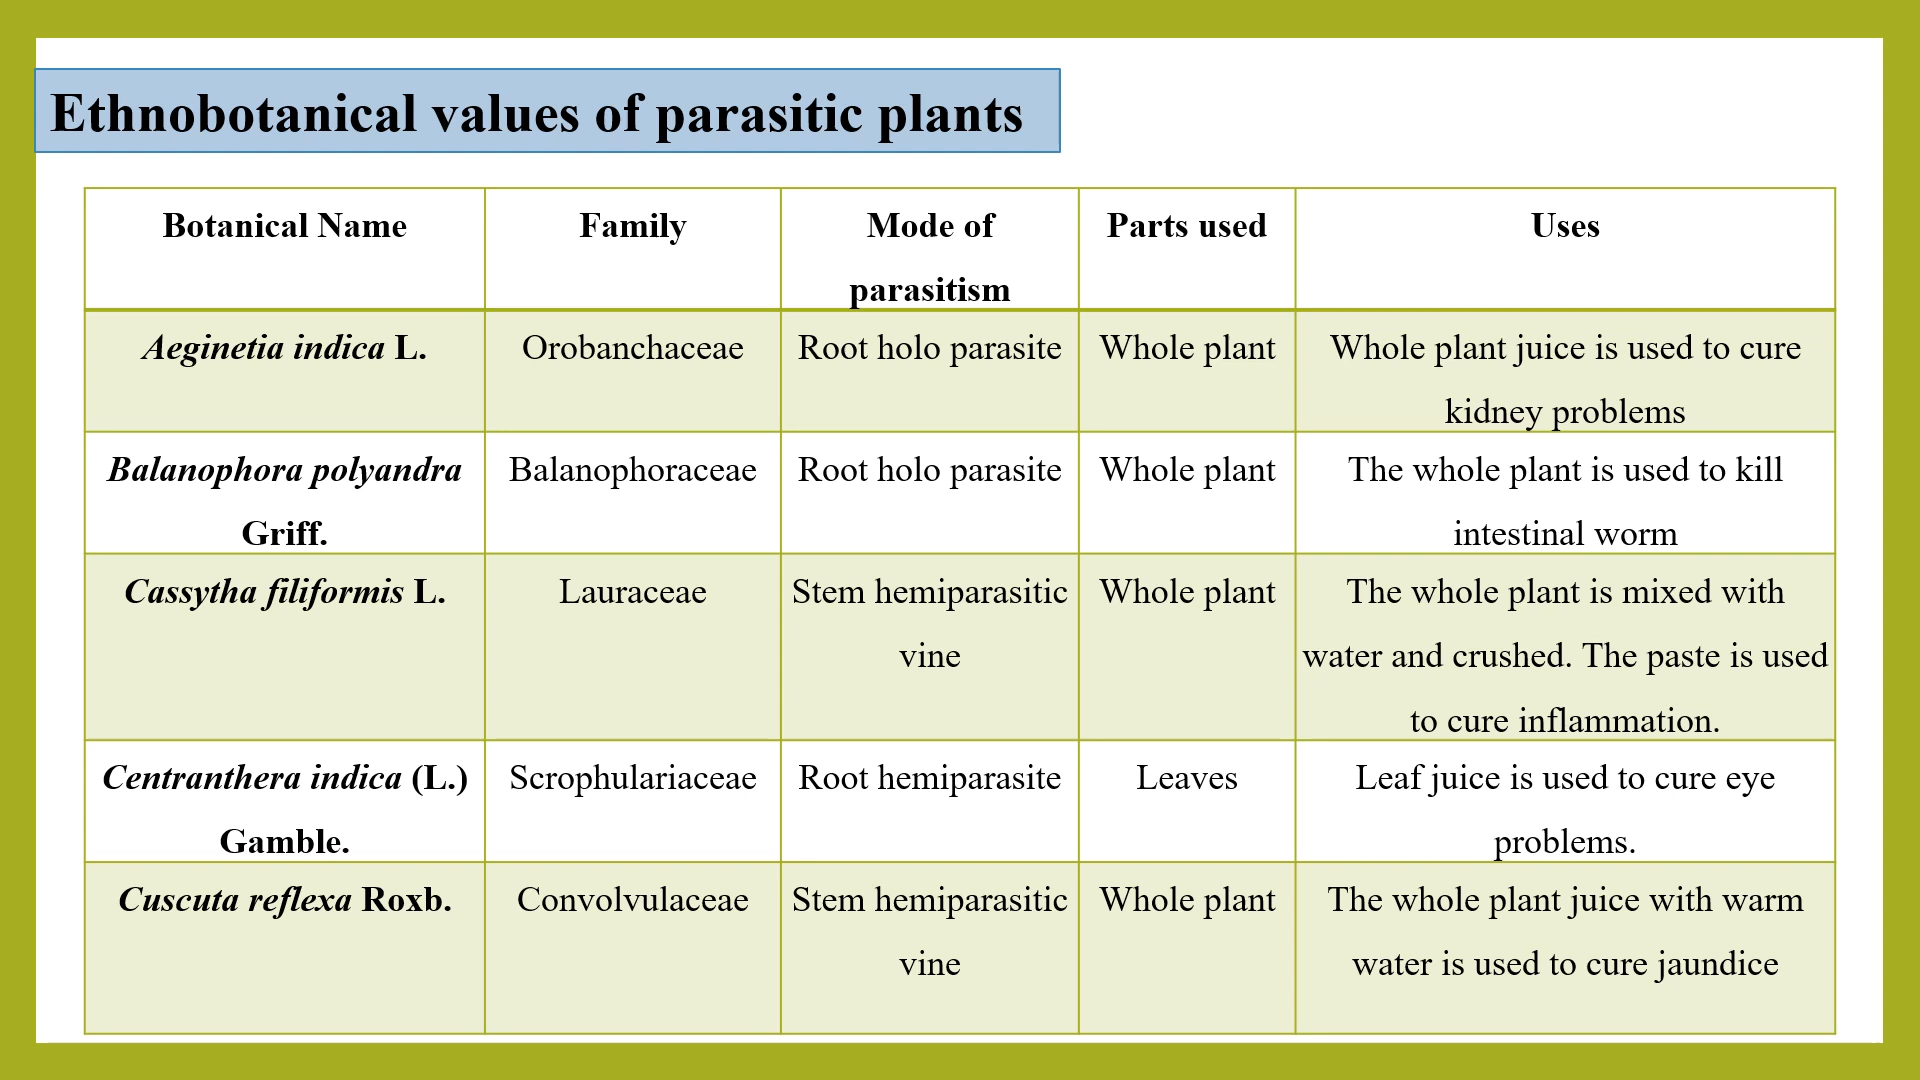 Ethnobotanical values of parasitic plants
Botanical Name
Family
Mode of
parasitism
Parts used
Uses
Aeginetia indica L.
Orobanchaceae
Root holo parasite
Whole plant
Whole plant juice is used to cure
kidney problems
Balanophora polyandra
Griff.
Balanophoraceae
Root holo parasite
Whole plant
The whole plant is used to kill
intestinal worm
Cassytha filiformis L.
Lauraceae
Stem hemiparasitic
vine
Whole plant
The whole plant is mixed with
water and crushed. The paste is used
to cure inflammation.
Centranthera indica (L.)
Gamble.
Scrophulariaceae
Root hemiparasite
Leaves
Leaf juice is used to cure eye
problems.
Cuscuta reflexa Roxb.
Convolvulaceae
Stem hemiparasitic
vine
Whole plant
The whole plant juice with warm
water is used to cure jaundice